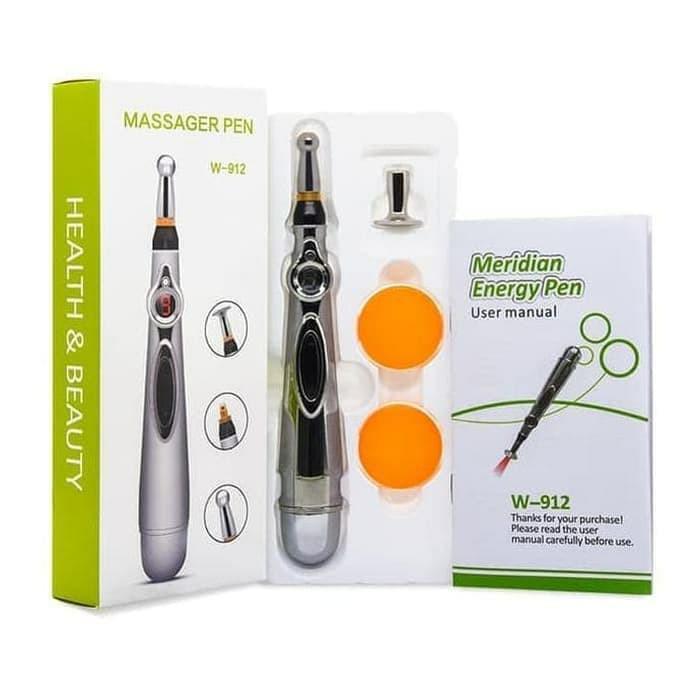 HEALTH & BEAUTY
MASSAGER PEN
W-912
Meridian
Energy Pen
User manual
W–912
Thanks for your purchase!
Please read the user
manual carefully before use.